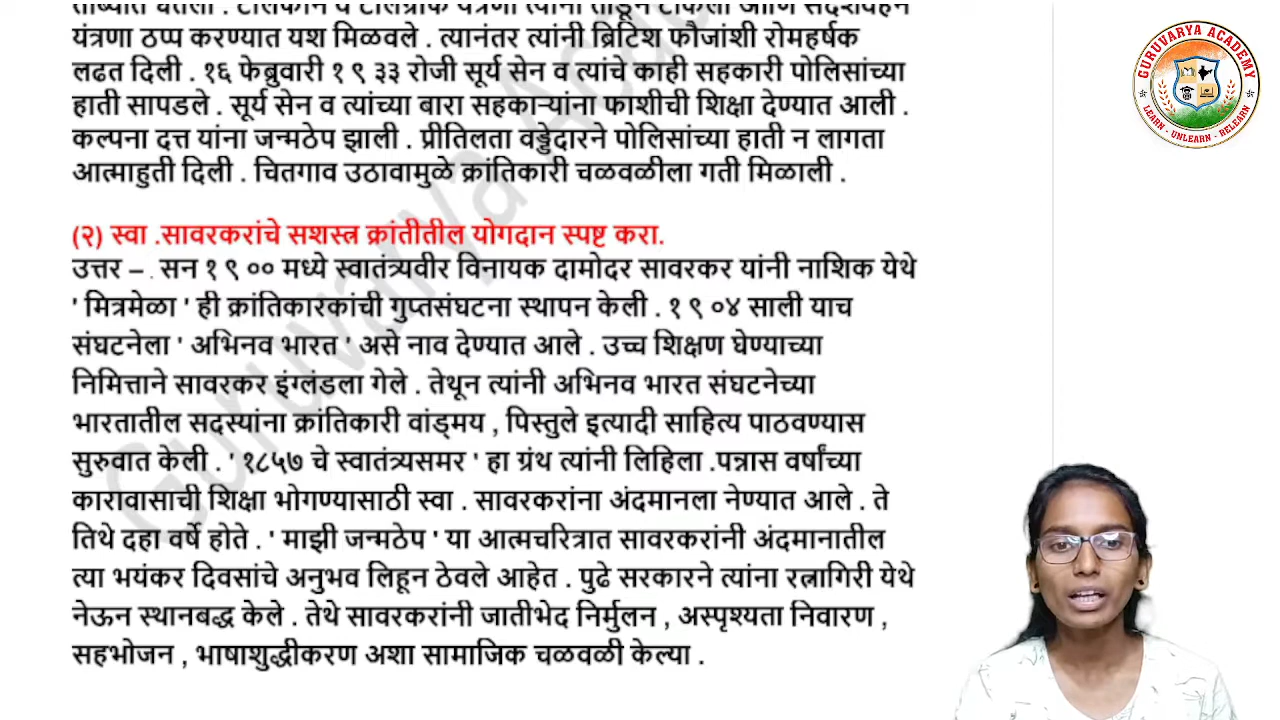 यंत्रणा ठप्प करण्यात यश मिळवले . त्यानंतर त्यांनी ब्रिटिश फौजांशी रोमहर्षक
लढत दिली . १६ फेब्रुवारी १ ९ ३३ रोजी सूर्य सेन व त्यांचे काही सहकारी पोलिसांच्या
हाती सापडले . सूर्य सेन व त्यांच्या बारा सहकाऱ्यांना फाशीची शिक्षा देण्यात आली .
कल्पना दत्त यांना जन्मठेप झाली . प्रीतिलता वड्डेदारने पोलिसांच्या हाती न लागता
आत्माहुती दिली . चितगाव उठावामुळे क्रांतिकारी चळवळीला गती मिळाली .
(२) स्वा .सावरकरांचे सशस्त्र क्रांतीतील योगदान स्पष्ट करा.
उत्तर – . सन १ ९ ०० मध्ये स्वातंत्र्यवीर विनायक दामोदर सावरकर यांनी नाशिक येथे
' मित्रमेळा ' ही क्रांतिकारकांची गुप्तसंघटना स्थापन केली . १ ९ ०४ साली याच
संघटनेला ' अभिनव भारत ' असे नाव देण्यात आले . उच्च शिक्षण घेण्याच्या
निमित्ताने सावरकर इंग्लंडला गेले . तेथून त्यांनी अभिनव भारत संघटनेच्या
भारतातील सदस्यांना क्रांतिकारी वांड्मय , पिस्तुले इत्यादी साहित्य पाठवण्यास
सुरुवात केली . ' १८५७ चे स्वातंत्र्यसमर ' हा ग्रंथ त्यांनी लिहिला .पन्नास वर्षांच्या
कारावासाची शिक्षा भोगण्यासाठी स्वा . सावरकरांना अंदमानला नेण्यात आले . ते
तिथे दहा वर्षे होते . ' माझी जन्मठेप ' या आत्मचरित्रात सावरकरांनी अंदमानातील
त्या भयंकर दिवसांचे अनुभव लिहून ठेवले आहेत . पुढे सरकारने त्यांना रत्नागिरी येथे
नेऊन स्थानबद्ध केले . तेथे सावरकरांनी जातीभेद निर्मुलन , अस्पृश्यता निवारण ,
सहभोजन , भाषाशुद्धीकरण अशा सामाजिक चळवळी केल्या .
GURUVARYA ACADEMY
LEARN - UNLEARN - RELEARN
Guruvarya Aca